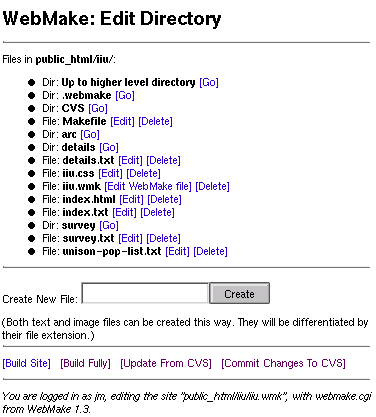 WebMake: Edit Directory
Files in public_html/iiu/:
Dir: Up to higher level directory [Go]
Dir: .webmake [Go]
Dir: CVS [Go]
File: Makefile [Edit] [Delete]
Dir: arc [Go]
Dir: details [Go]
File: details.txt [Edit] [Delete]
File: iiu.css [Edit] [Delete]
File: iiu.wmk [Edit WebMake file] [Delete]
File: index.html [Edit] [Delete]
File: index.txt [Edit] [Delete]
Dir: survey [Go]
File: survey.txt [Edit] [Delete]
File: unison-pop-list.txt [Edit] [Delete]
Create New File: Create
(Both text and image files can be created this way. They will be differentiated by
their file extension.)
[Build Site] [Build Fully] [Update From CVS] [Commit Changes To CVS]
You are logged in as jm, editing the site "public_html/iiu/iiu.wmk", with webmake.cgi
from WebMake 1.3.